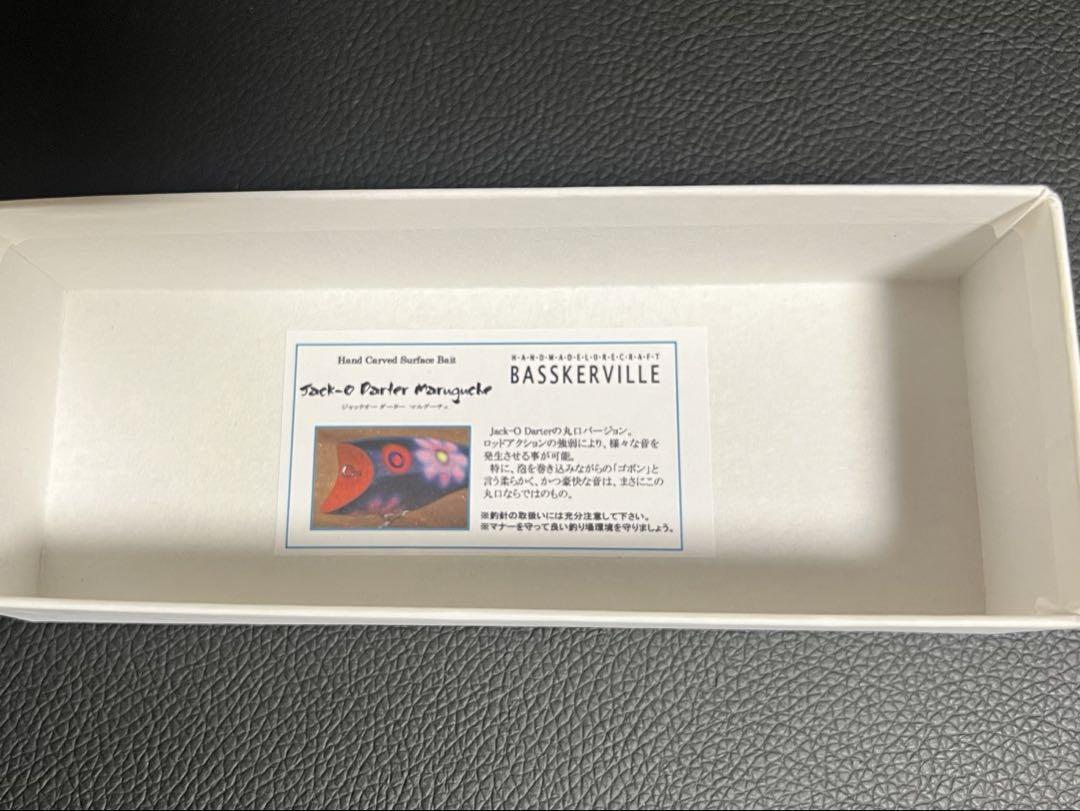 Hand Carved Surface Bait
Jack-O Darter Maruguche
ジャックオー ダーター マルグーチェ
H·A·N·D·M·A·D·E·L·O·R·E·C·R·A·F·T
BASSKERVILLE
Jack-O Darterの丸口バージョン。
ロッドアクションの強弱により、様々な音を
発生させる事が可能。
特に、泡を巻き込みながらの「ゴボン」と
言う柔らかく、かつ豪快な音は、まさにこの
丸口ならではのもの。
※釣針の取扱いには充分注意して下さい。
※マナーを守って良い釣り場環境を守りましょう。